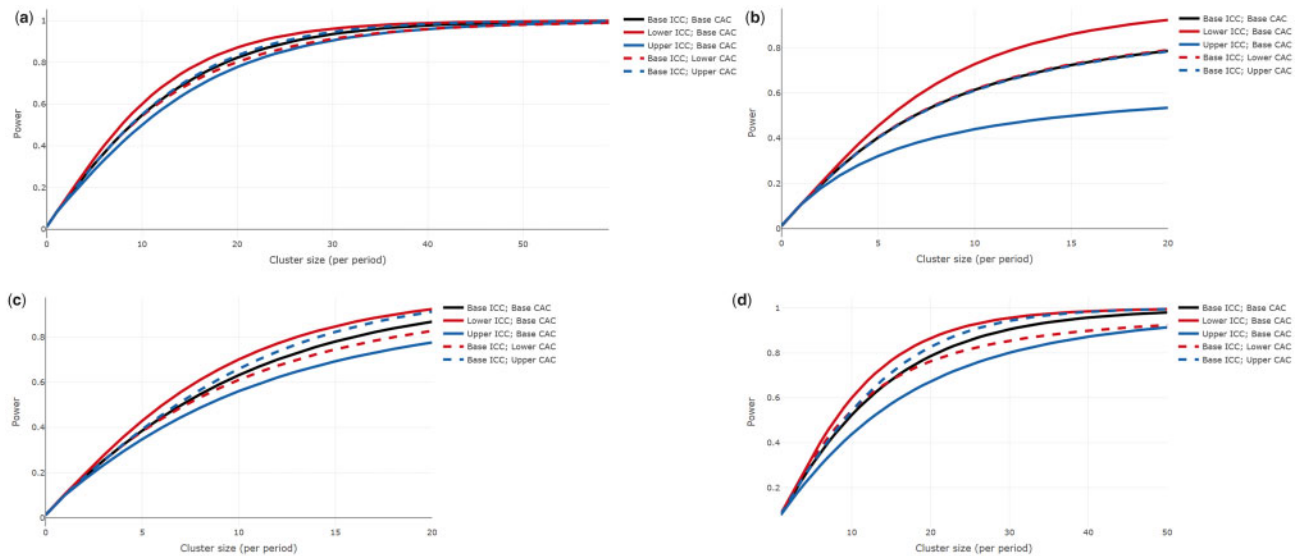 (a)
1
0.8
0.6
0.4
0.2
0
Power
0 10 20 30 40 50
Cluster size (per period)
Base ICC; Base CAC
Lower ICC; Base CAC
Upper ICC; Base CAC
Base ICC; Lower CAC
Base ICC; Upper CAC
(b)
0.8
0.6
0.4
0.2
0
Power
0 5 10 15 20
Cluster size (per period)
Base ICC; Base CAC
Lower ICC; Base CAC
Upper ICC; Base CAC
Base ICC; Lower CAC
Base ICC; Upper CAC
(c)
0.8
0.6
0.4
0.2
0
Power
0 5 10 15 20
Cluster size (per period)
Base ICC; Base CAC
Lower ICC; Base CAC
Upper ICC; Base CAC
Base ICC; Lower CAC
Base ICC; Upper CAC
(d)
1
0.8
0.6
0.4
0.2
Power
10 20 30 40 50
Cluster size (per period)
Base ICC; Base CAC
Lower ICC; Base CAC
Upper ICC; Base CAC
Base ICC; Lower CAC
Base ICC; Upper CAC